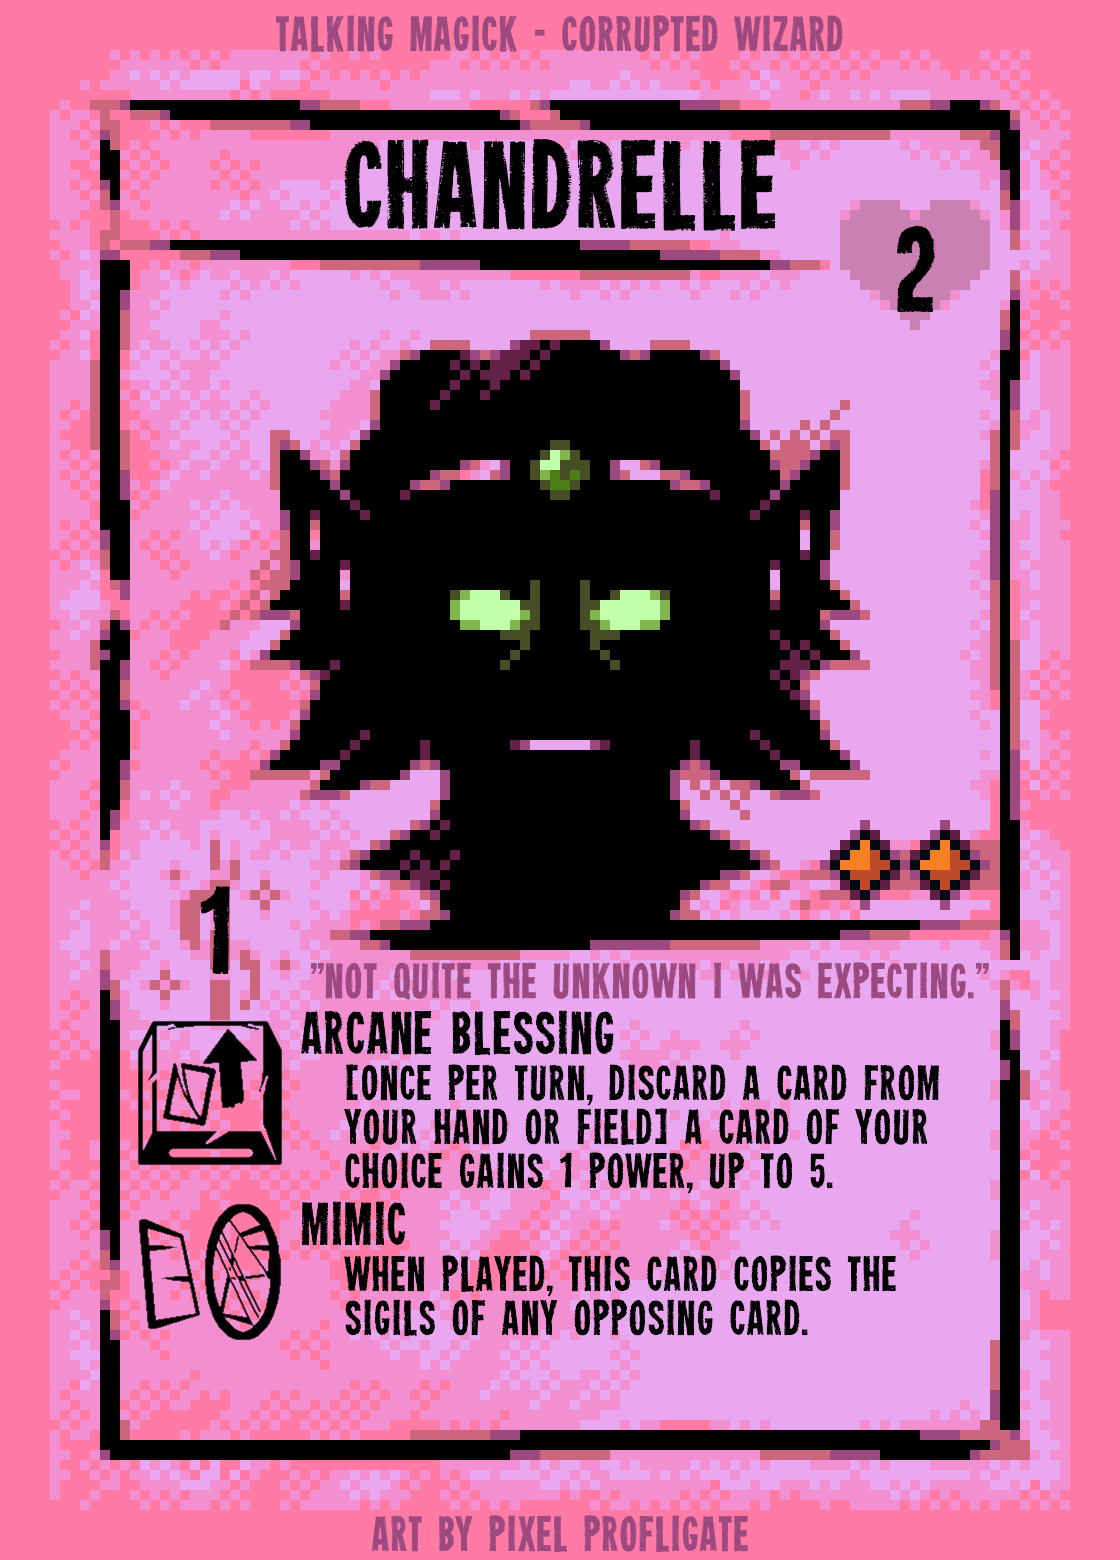 TALKING MAGICK - CORRUPTED WIZARD
CHANDRELLE
2
1
"NOT QUITE THE UNKNOWN I WAS EXPECTING."
ARCANE BLESSING
[ONCE PER TURN, DISCARD A CARD FROM
YOUR HAND OR FIELD] A CARD OF YOUR
CHOICE GAINS 1 POWER, UP TO 5.
MIMIC
WHEN PLAYED, THIS CARD COPIES THE
SIGILS OF ANY OPPOSING CARD.
ART BY PIXEL PROFLIGATE